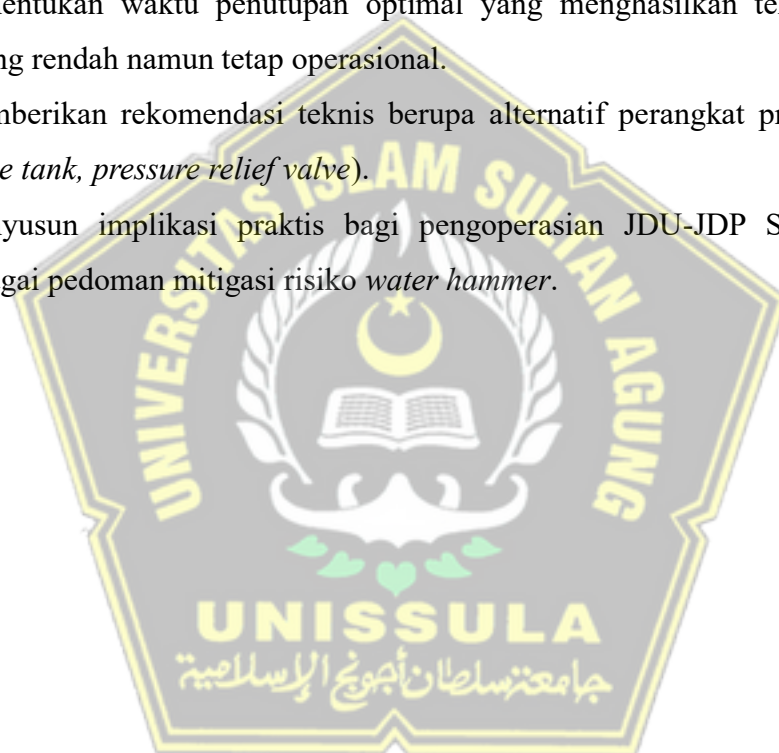 entukan waktu penutupan optimal yang menghasilkan te
ng rendah namun tetap operasional.
mberikan rekomendasi teknis berupa alternatif perangkat pr
e tank, pressure relief valve).
yusun implikasi praktis bagi pengoperasian JDU-JDP S
gai pedoman mitigasi risiko water hammer.
UNIVERSITAS ISLAM SULTAN AGUNG
UNISSULA
جامعتسلطان أجونج الإسلامية